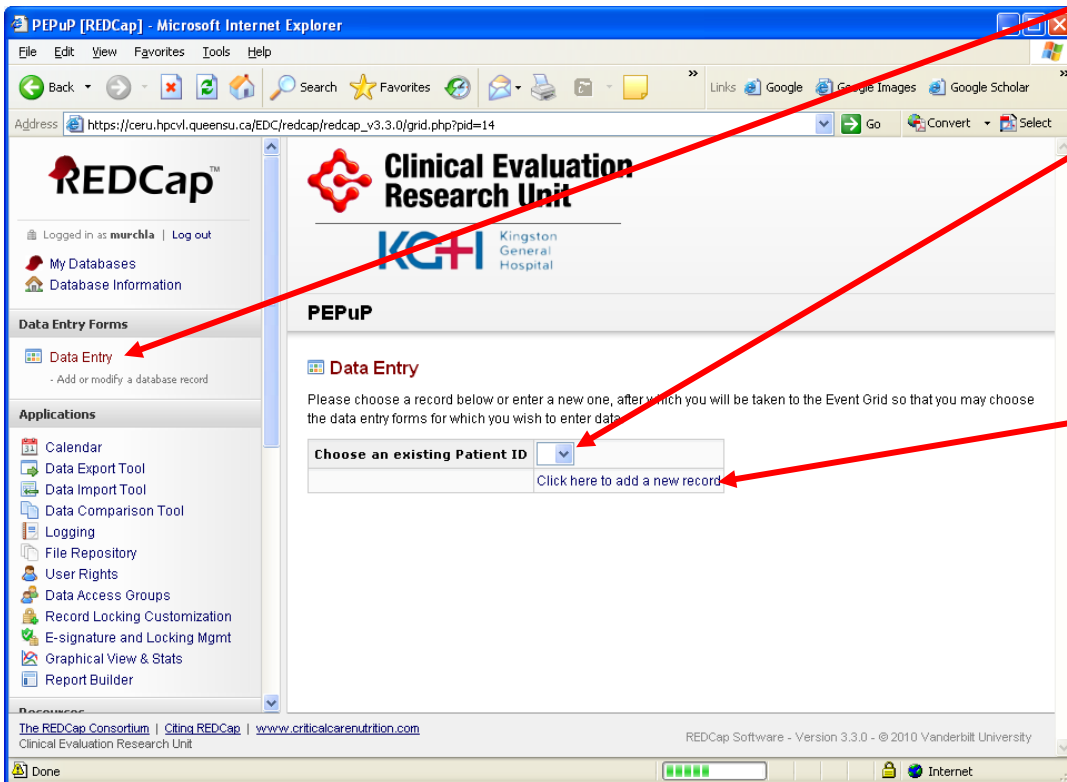 PEPuP [REDCap] - Microsoft Internet Explorer
File Edit View Favorites Tools Help
Back Search Favorites » Links Google Google Images Google Scholar »
Address https://ceru.hpcvl.queensu.ca/EDC/redcap/redcap_v3.3.0/grid.php?pid=14 Go Convert Select
REDCap™
Logged in as murchla | Log out
My Databases
Database Information
Data Entry Forms
Data Entry
- Add or modify a database record
Applications
31 Calendar
Data Export Tool
Data Import Tool
Data Comparison Tool
Logging
File Repository
User Rights
Data Access Groups
Record Locking Customization
E-signature and Locking Mgmt
Graphical View & Stats
Report Builder
Resources
Clinical Evaluation
Research Unit
KGH Kingston
General
Hospital
PEPuP
Data Entry
Please choose a record below or enter a new one, after which you will be taken to the Event Grid so that you may choose
the data entry forms for which you wish to enter data.
Choose an existing Patient ID
Click here to add a new record
The REDCap Consortium | Citing REDCap | www.criticalcarenutrition.com
Clinical Evaluation Research Unit
REDCap Software - Version 3.3.0 - © 2010 Vanderbilt University
Done Internet